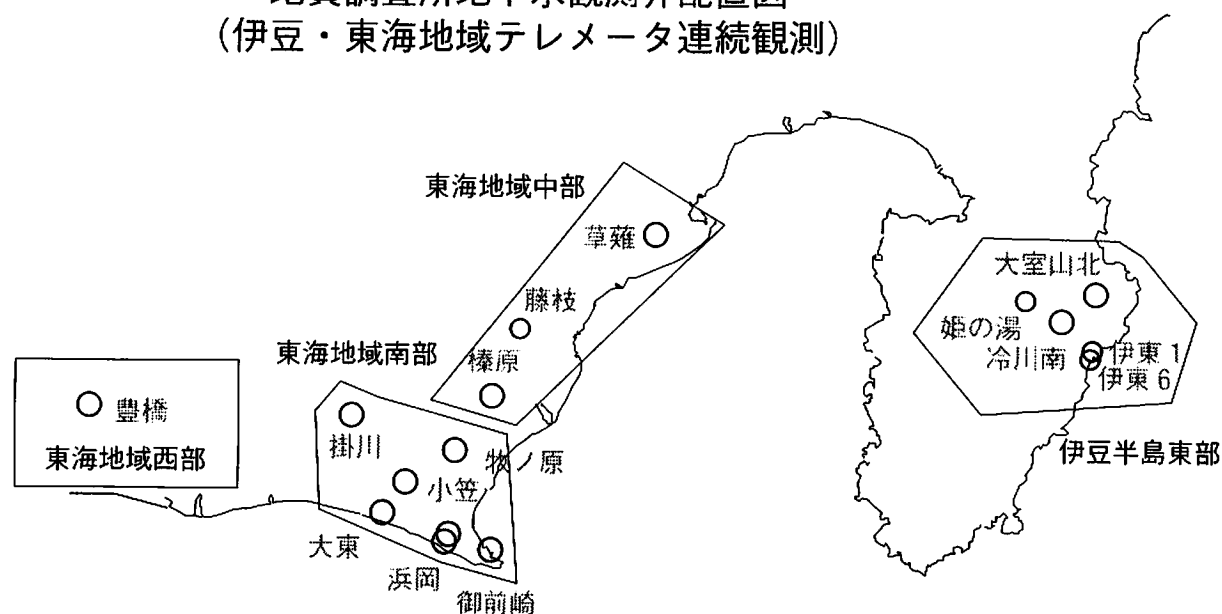 地質調査所地下水観測井配置図
（伊豆・東海地域テレメータ連続観測）
東海地域中部
草薙
藤枝
榛原
東海地域南部
掛川
牧ノ原
小笠
大東
浜岡
御前崎
豊橋
東海地域西部
大室山北
姫の湯
冷川南
伊東1
伊東6
伊豆半島東部